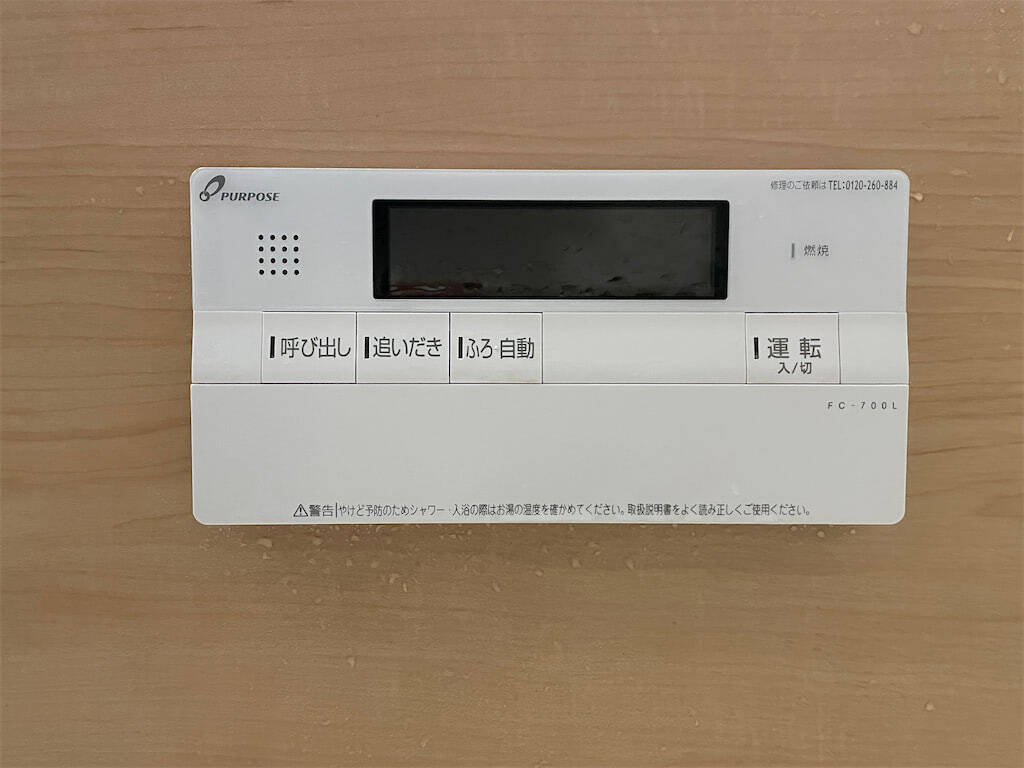 PURPOSE
修理のご依頼は TEL:0120-260-884
燃焼
呼び出し
追いだき
ふろ 自動
運転
入/切
FC-700L
警告 やけど予防のためシャワー・入浴の際はお湯の温度を確かめてください。取扱説明書をよく読み正しくご使用ください。